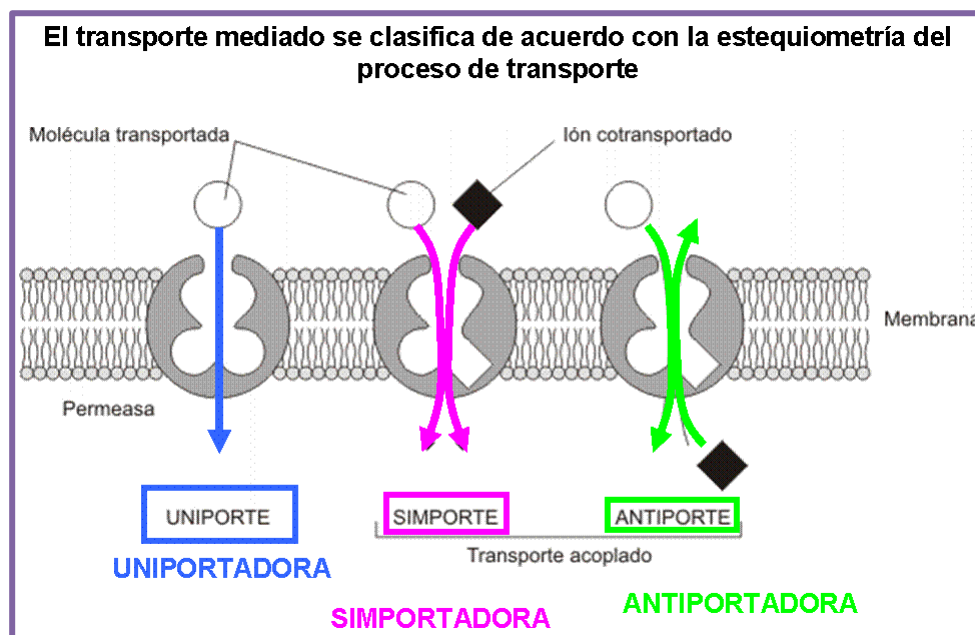 El transporte mediado se clasifica de acuerdo con la estequiometría del
proceso de transporte
Molécula transportada
Ión cotransportado
Membrana
Permeasa
UNIPORTE
SIMPORTE
ANTIPORTE
Transporte acoplado
UNIPORTADORA
SIMPORTADORA
ANTIPORTADORA